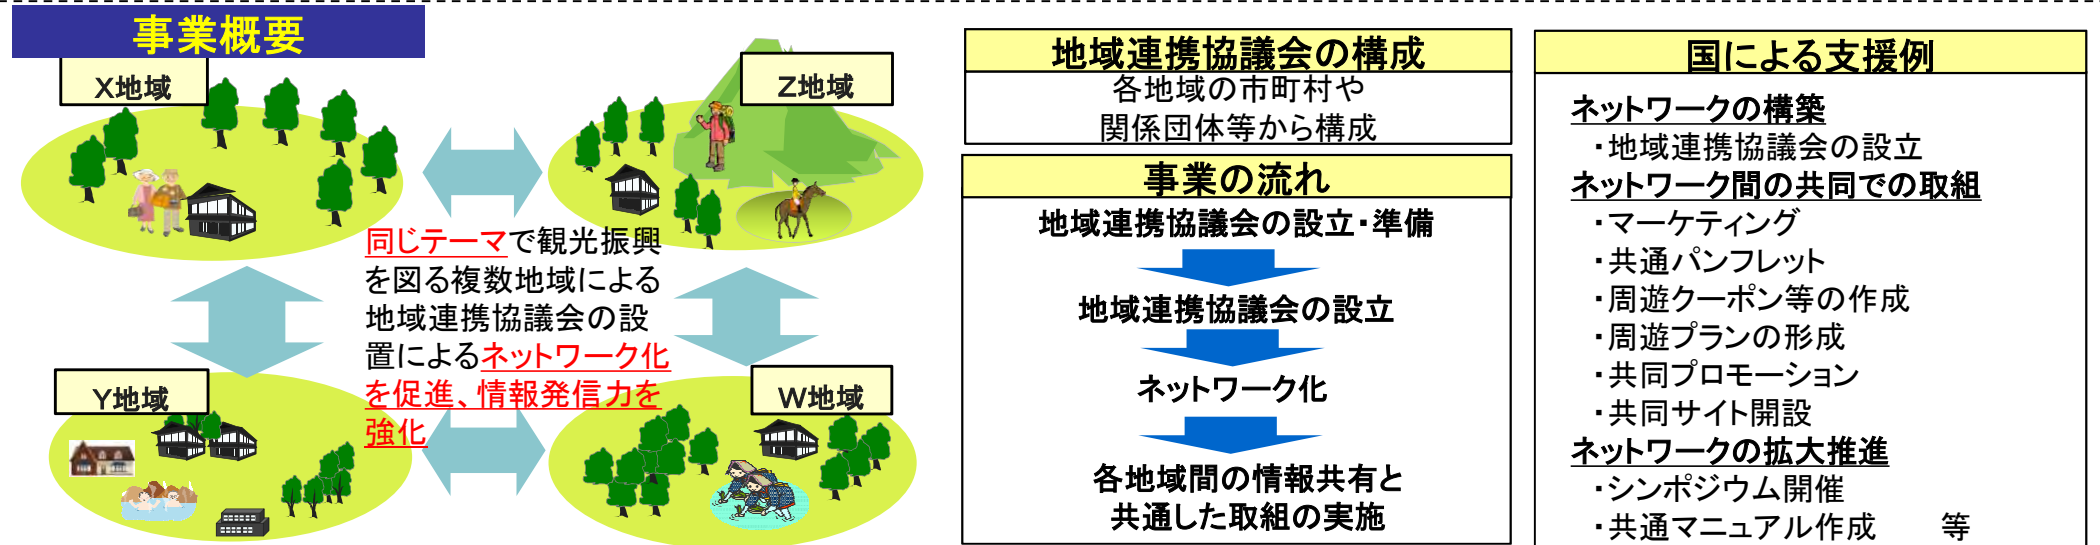 事業概要
X地域
Z地域
同じテーマで観光振興
を図る複数地域による
地域連携協議会の設
置によるネットワーク化
を促進、情報発信力を
強化
Y地域
W地域
地域連携協議会の構成
各地域の市町村や
関係団体等から構成
事業の流れ
地域連携協議会の設立・準備
地域連携協議会の設立
ネットワーク化
各地域間の情報共有と
共通した取組の実施
国による支援例
ネットワークの構築
・地域連携協議会の設立
ネットワーク間の共同での取組
・マーケティング
・共通パンフレット
・周遊クーポン等の作成
・周遊プランの形成
・共同プロモーション
・共同サイト開設
ネットワークの拡大推進
・シンポジウム開催
・共通マニュアル作成　　等